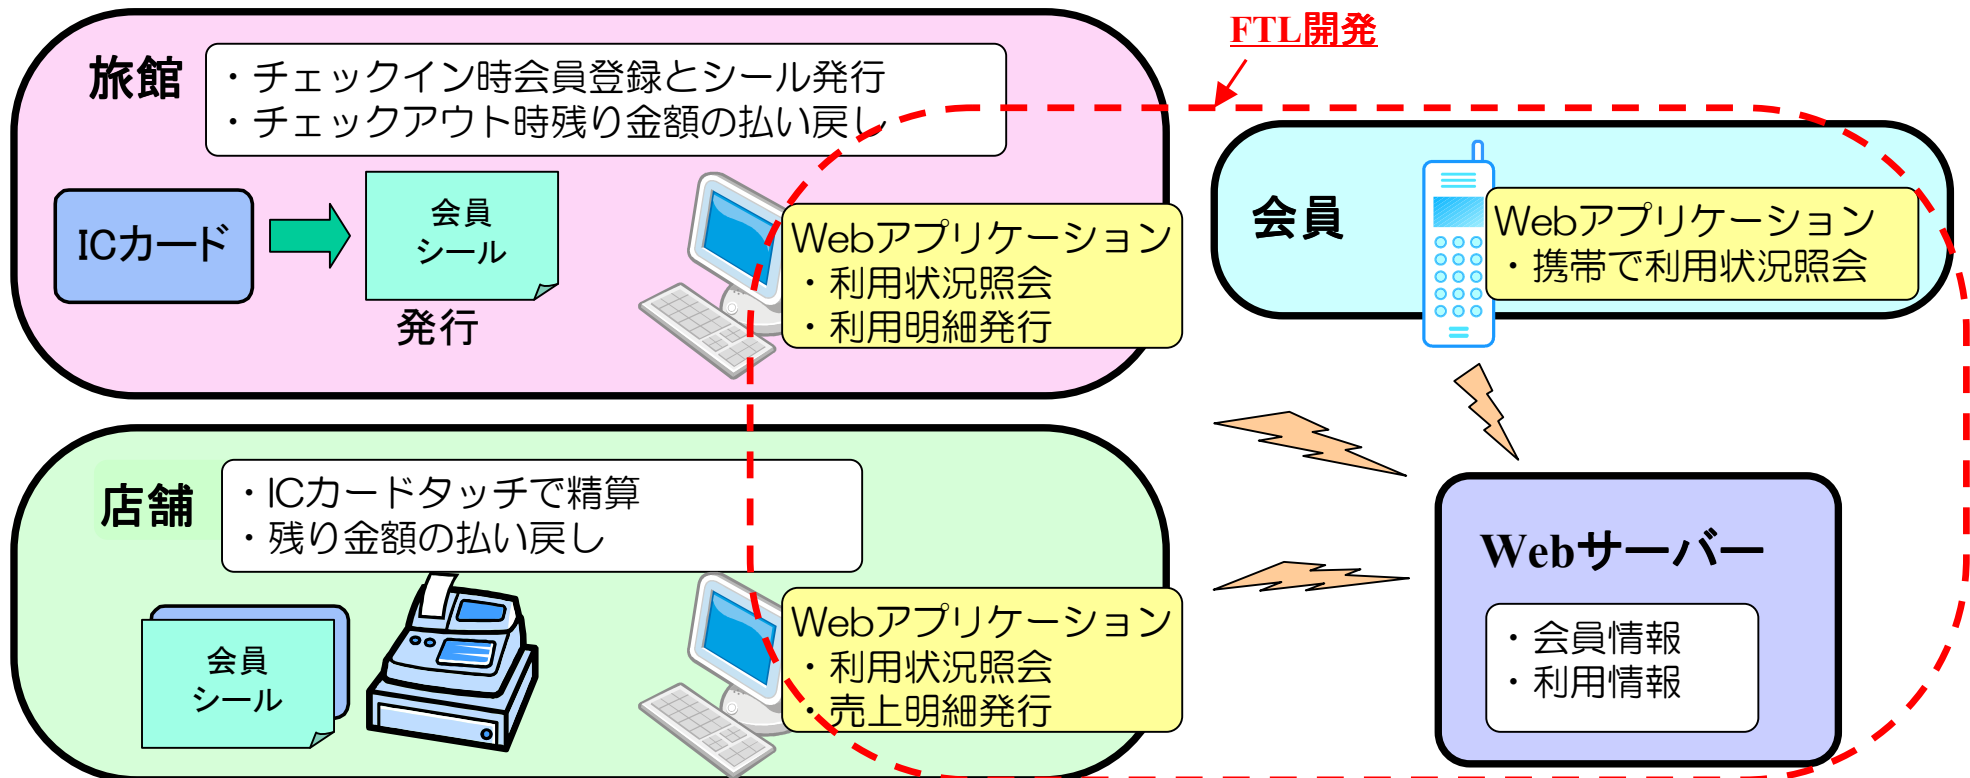 FTL開発
旅館
・チェックイン時会員登録とシール発行
・チェックアウト時残り金額の払い戻し
ICカード
会員
シール
発行
Webアプリケーション
・利用状況照会
・利用明細発行
会員
Webアプリケーション
・携帯で利用状況照会
店舗
・ICカードタッチで精算
・残り金額の払い戻し
会員
シール
Webアプリケーション
・利用状況照会
・売上明細発行
Webサーバー
・会員情報
・利用情報